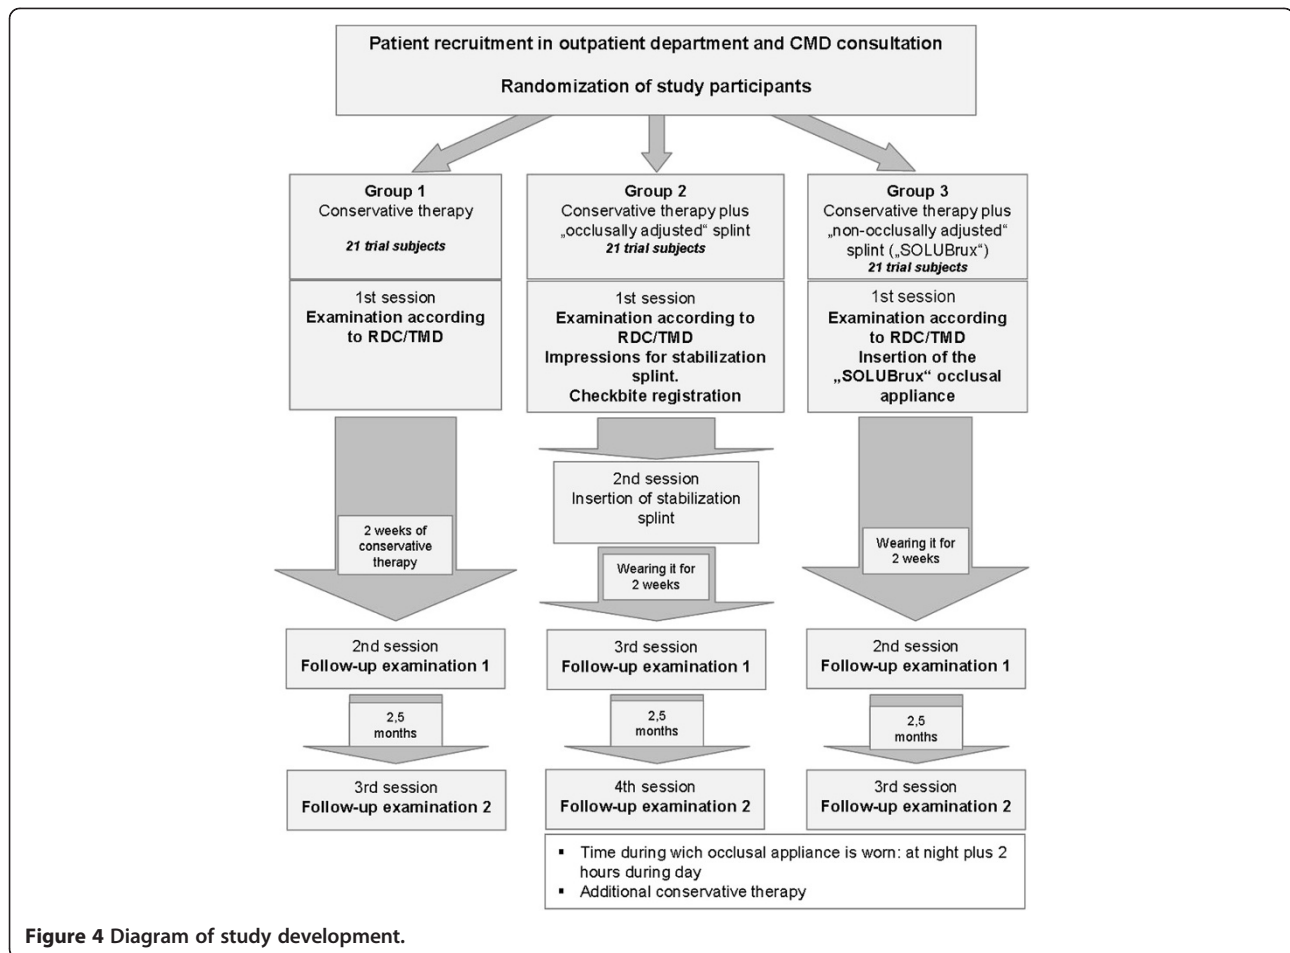 Patient recruitment in outpatient department and CMD consultation
Randomization of study participants
Group 1
Conservative therapy
21 trial subjects
1st session
Examination according
to RDC/TMD
2 weeks of
conservative
therapy
2nd session
Follow-up examination 1
2,5
months
3rd session
Follow-up examination 2
Group 2
Conservative therapy plus
„occlusally adjusted“ splint
21 trial subjects
1st session
Examination according to
RDC/TMD
Impressions for stabilization
splint.
Checkbite registration
2nd session
Insertion of stabilization
splint
Wearing it for
2 weeks
3rd session
Follow-up examination 1
2,5
months
4th session
Follow-up examination 2
Group 3
Conservative therapy plus
„non-occlusally adjusted“
splint („SOLUBrux“)
21 trial subjects
1st session
Examination according
to RDC/TMD
Insertion of the
„SOLUBrux“ occlusal
appliance
Wearing it for
2 weeks
2nd session
Follow-up examination 1
2,5
months
3rd session
Follow-up examination 2
▪ Time during wich occlusal appliance is worn: at night plus 2
hours during day
▪ Additional conservative therapy
Figure 4 Diagram of study development.